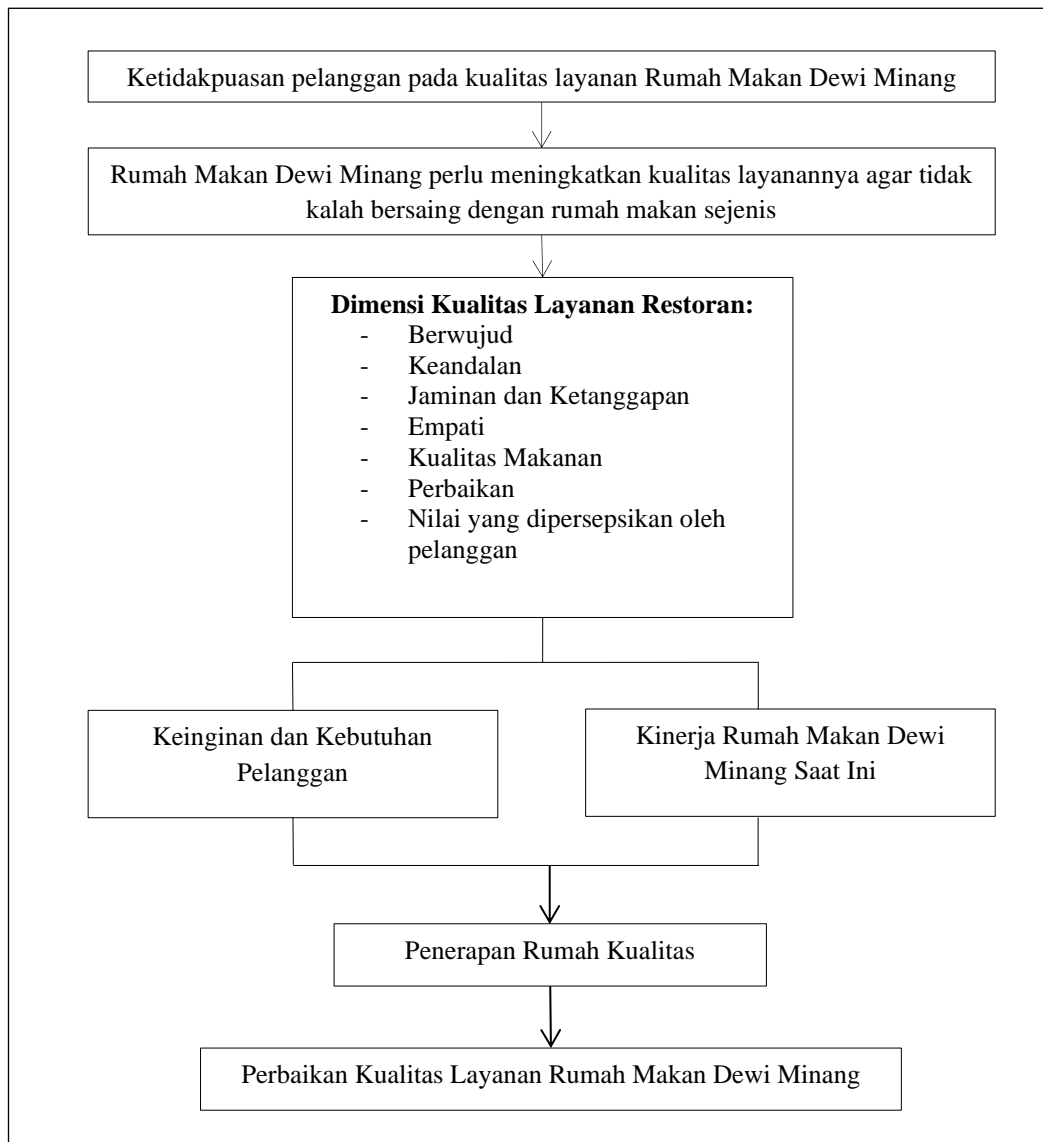 Ketidakpuasan pelanggan pada kualitas layanan Rumah Makan Dewi Minang
Rumah Makan Dewi Minang perlu meningkatkan kualitas layanannya agar tidak
kalah bersaing dengan rumah makan sejenis
Dimensi Kualitas Layanan Restoran:
- Berwujud
- Keandalan
- Jaminan dan Ketanggapan
- Empati
- Kualitas Makanan
- Perbaikan
- Nilai yang dipersepsikan oleh
pelanggan
Keinginan dan Kebutuhan
Pelanggan
Kinerja Rumah Makan Dewi
Minang Saat Ini
Penerapan Rumah Kualitas
Perbaikan Kualitas Layanan Rumah Makan Dewi Minang